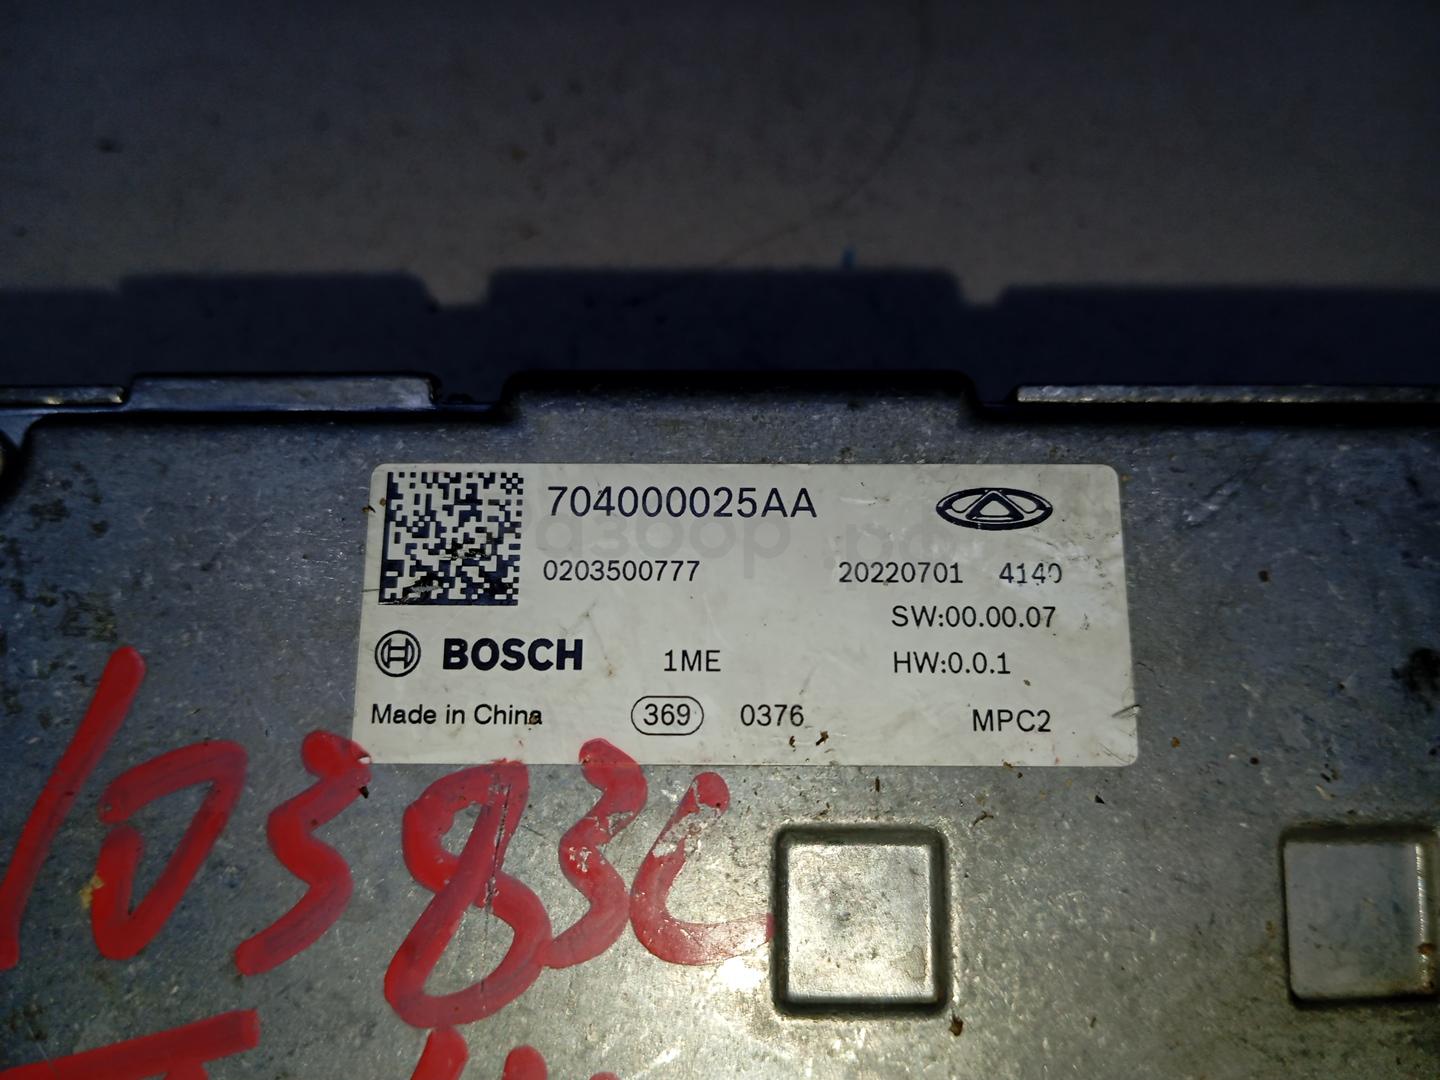 704000025AA
0203500777 20220701 4140
SW:00.00.07
BOSCH 1ME HW:0.0.1
Made in China 369 0376 MPC2
10383C